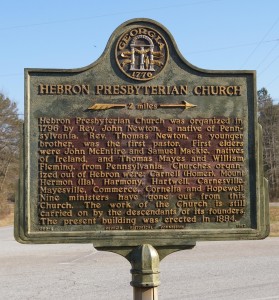 GEORGIA
1776
HEBRON PRESBYTERIAN CHURCH
2 miles
Hebron Presbyterian Church was organized in
1796 by Rev. John Newton, a native of Penn-
sylvania. Rev. Thomas Newton, a younger
brother, was the first pastor. First elders
were John McEntire and Samuel Mackie, natives
of Ireland, and Thomas Mayes and William
Fleming, from Pennsylvania. Churches organ-
ized out of Hebron were: Carnell (Homer), Mount
Hermon (Ila), Harmony, Hartwell, Carnesville,
Mayesville, Commerce, Cornelia and Hopewell.
Nine ministers have gone out from this
Church. The work of the Church is still
carried on by the descendants of its founders.
The present building was erected in 1884.